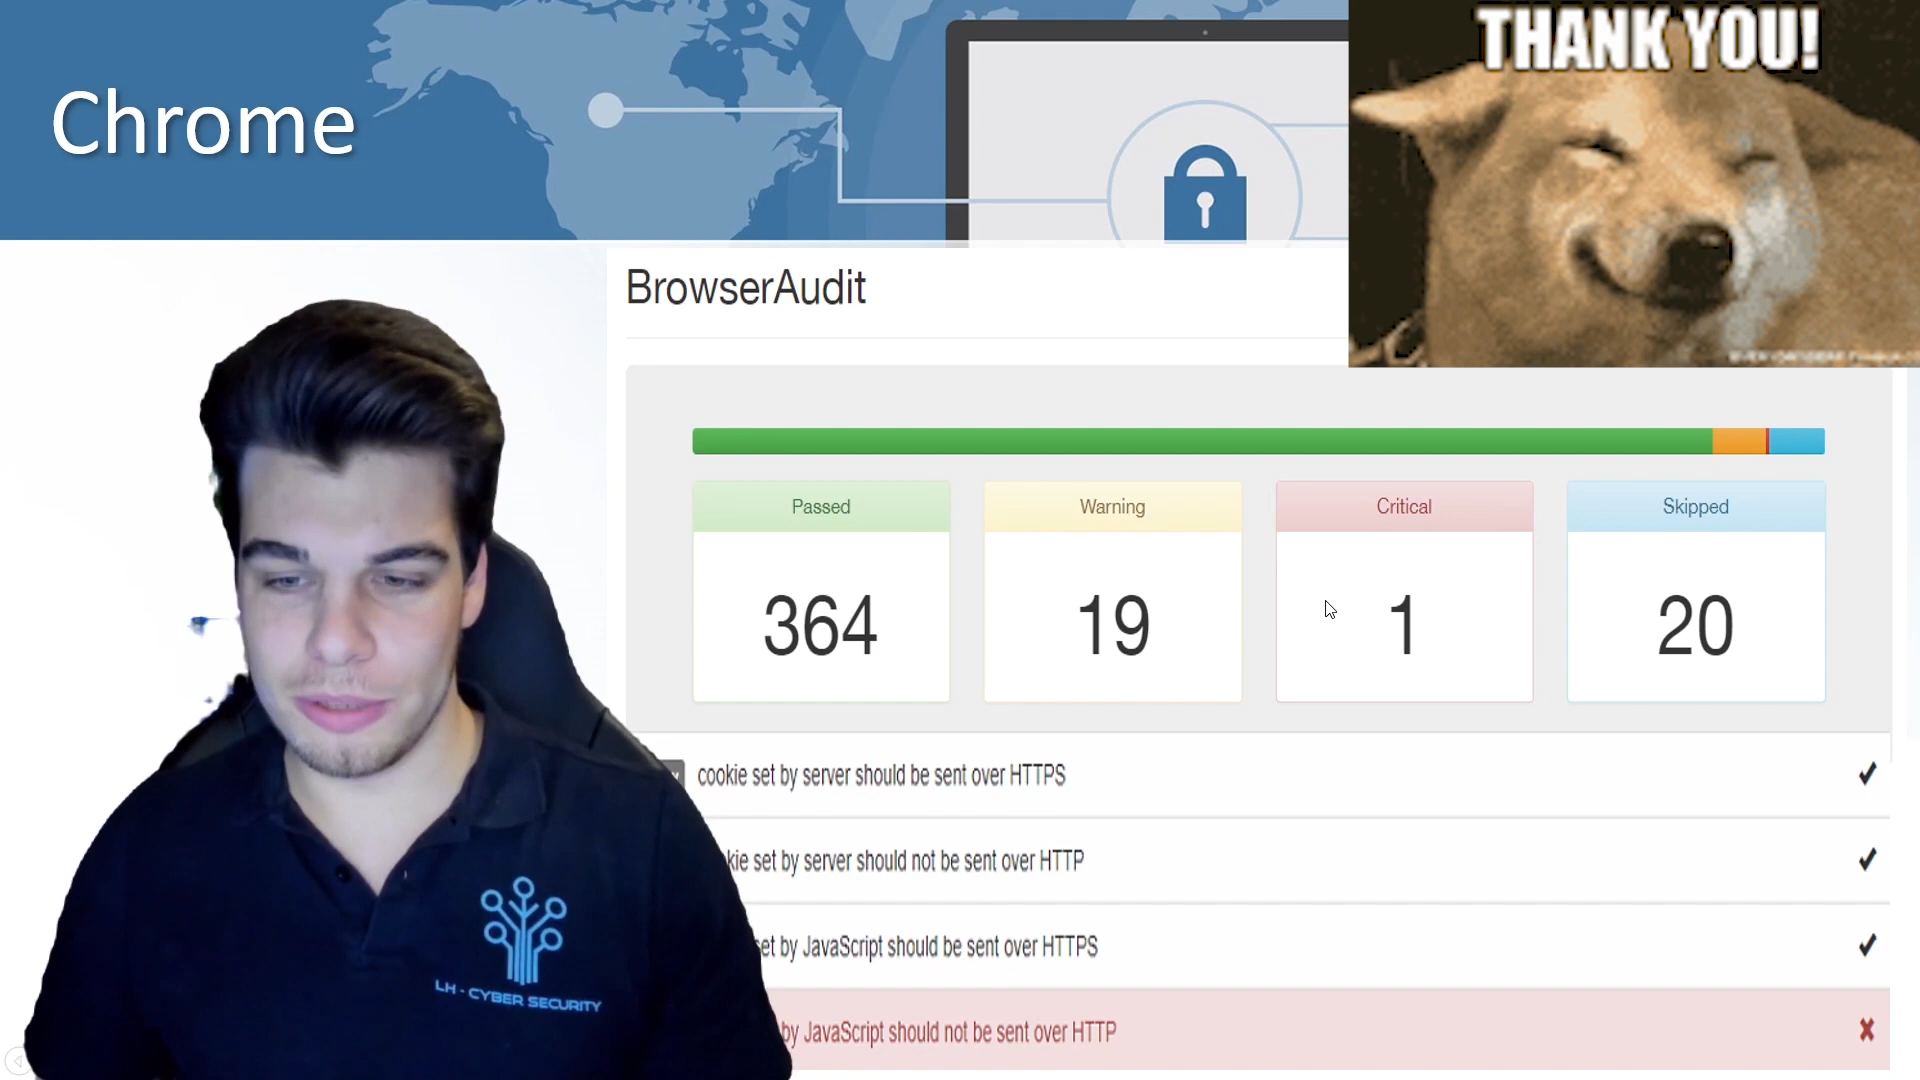 THANK YOU!
Chrome
BrowserAudit
Passed
Warning
Critical
Skipped
364
19
1
20
cookie set by server should be sent over HTTPS
set by server should not be sent over HTTP
set by JavaScript should be sent over HTTPS
by JavaScript should not be sent over HTTP
LH - CYBER SECURITY